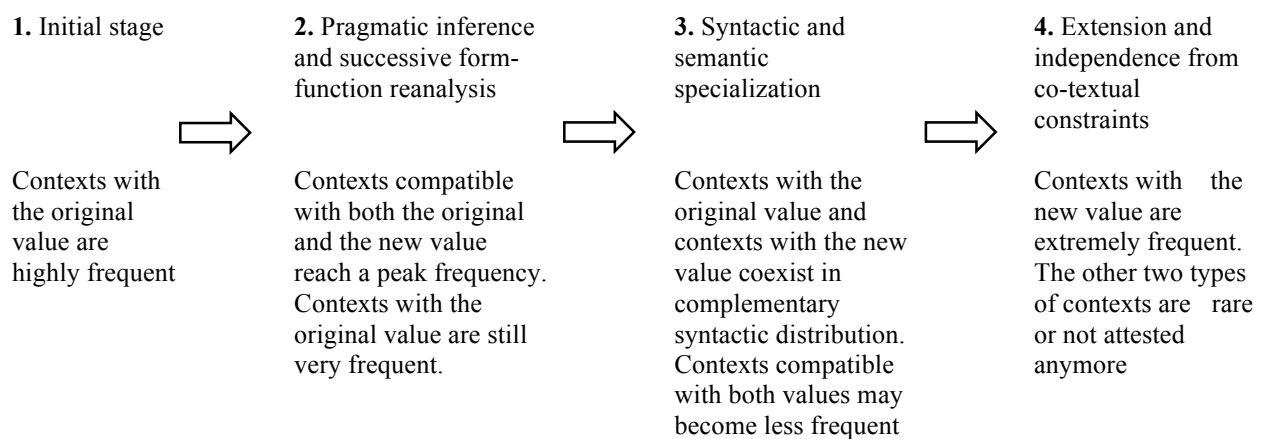 1. Initial stage
2. Pragmatic inference
and successive form-
function reanalysis
3. Syntactic and
semantic
specialization
4. Extension and
independence from
co-textual
constraints
Contexts with
the original
value are
highly frequent
Contexts compatible
with both the original
and the new value
reach a peak frequency.
Contexts with the
original value are still
very frequent.
Contexts with the
original value and
contexts with the new
value coexist in
complementary
syntactic distribution.
Contexts compatible
with both values may
become less frequent
Contexts with the
new value are
extremely frequent.
The other two types
of contexts are rare
or not attested
anymore